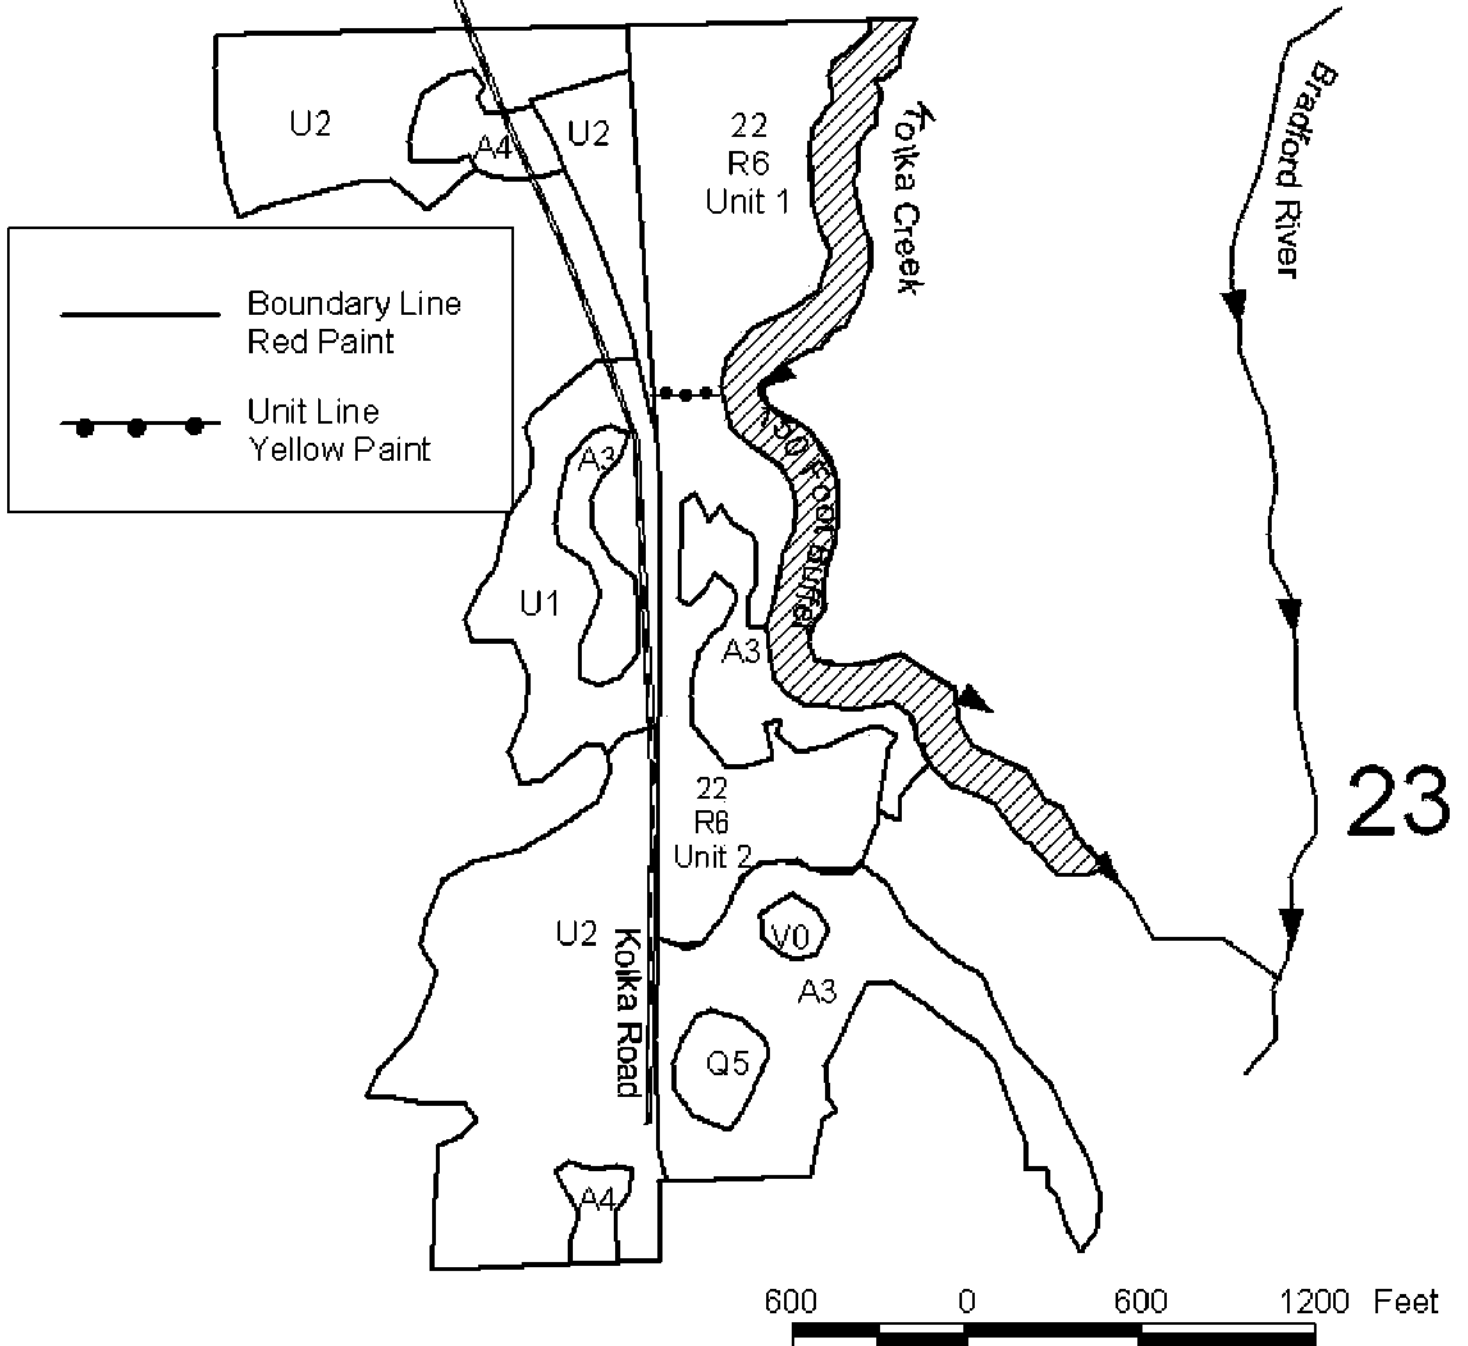 U2
A4
U2
22
R6
Unit 1
Kolka Creek
Bradford River
Boundary Line
Red Paint
Unit Line
Yellow Paint
A3
150 Foot Buffer
U1
A3
23
22
R6
Unit 2
U2
Kolka Road
V0
A3
Q5
A4
600 0 600 1200 Feet